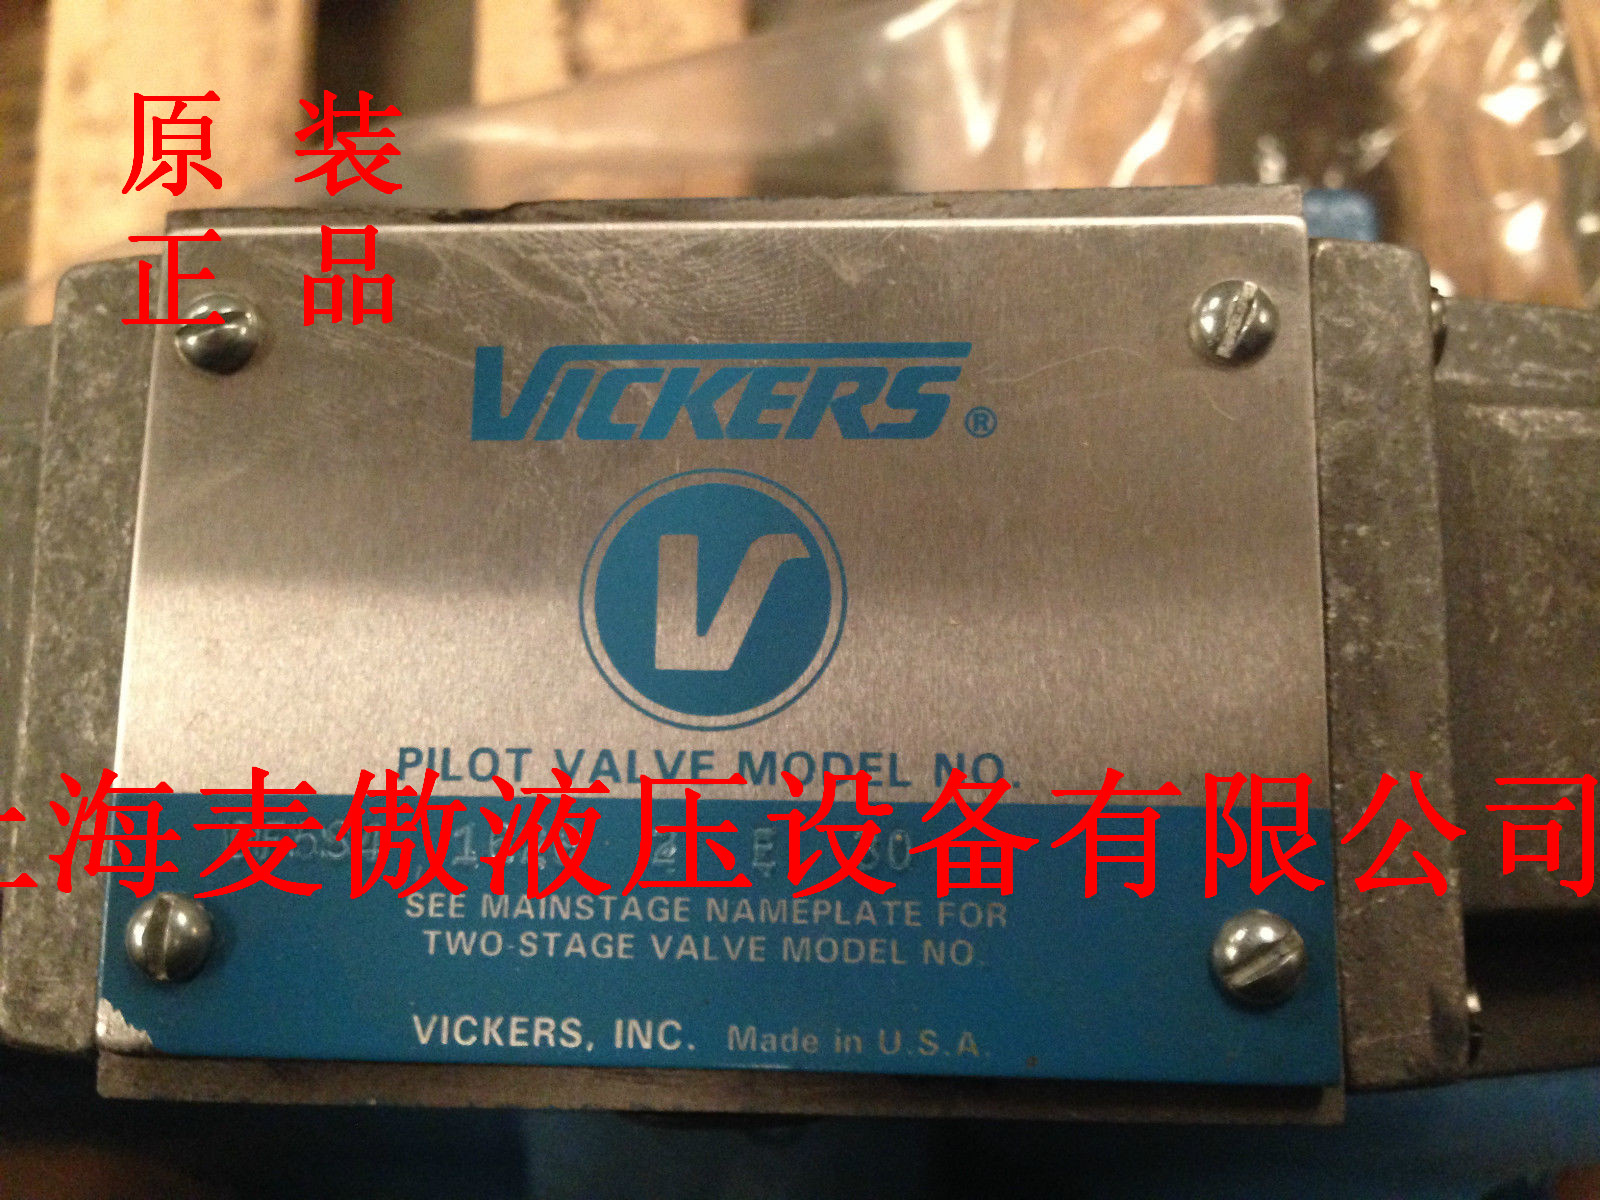 原 装
正 品
VICKERS®
V
PILOT VALVE MODEL NO.
上海麦傲液压设备有限公司
SEE MAINSTAGE NAMEPLATE FOR
TWO-STAGE VALVE MODEL NO.
VICKERS, INC. Made in U.S.A.